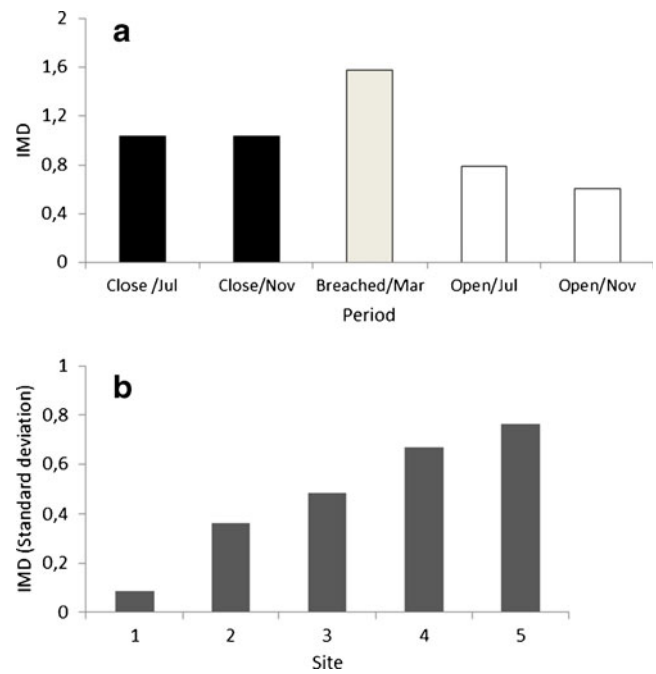 a
2
1,6
1,2
0,8
0,4
0
IMD
Close /Jul Close/Nov Breached/Mar Open/Jul Open/Nov
Period
b
1
0,8
0,6
0,4
0,2
0
IMD (Standard deviation)
1 2 3 4 5
Site